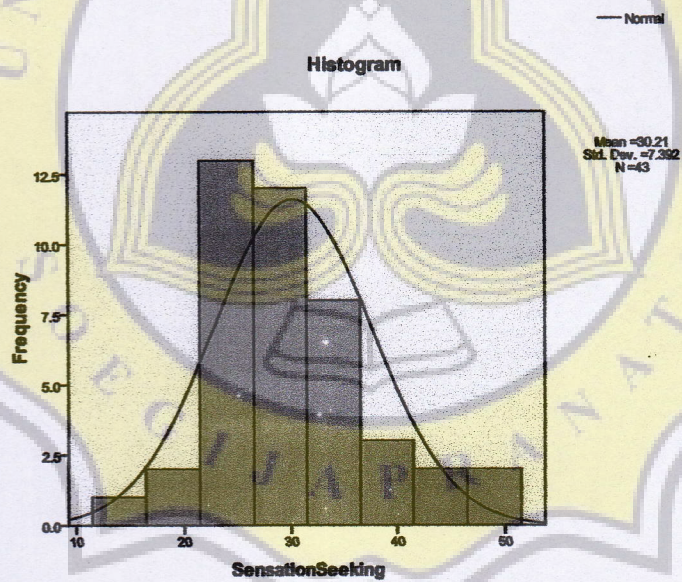 Normal
Histogram
Mean =30.21
Std. Dev. =7.392
N =43
Frequency
12.5
10.0
7.5
5.0
2.5
0.0
10 20 30 40 50
SensationSeeking
SOEGIJAPRANATA